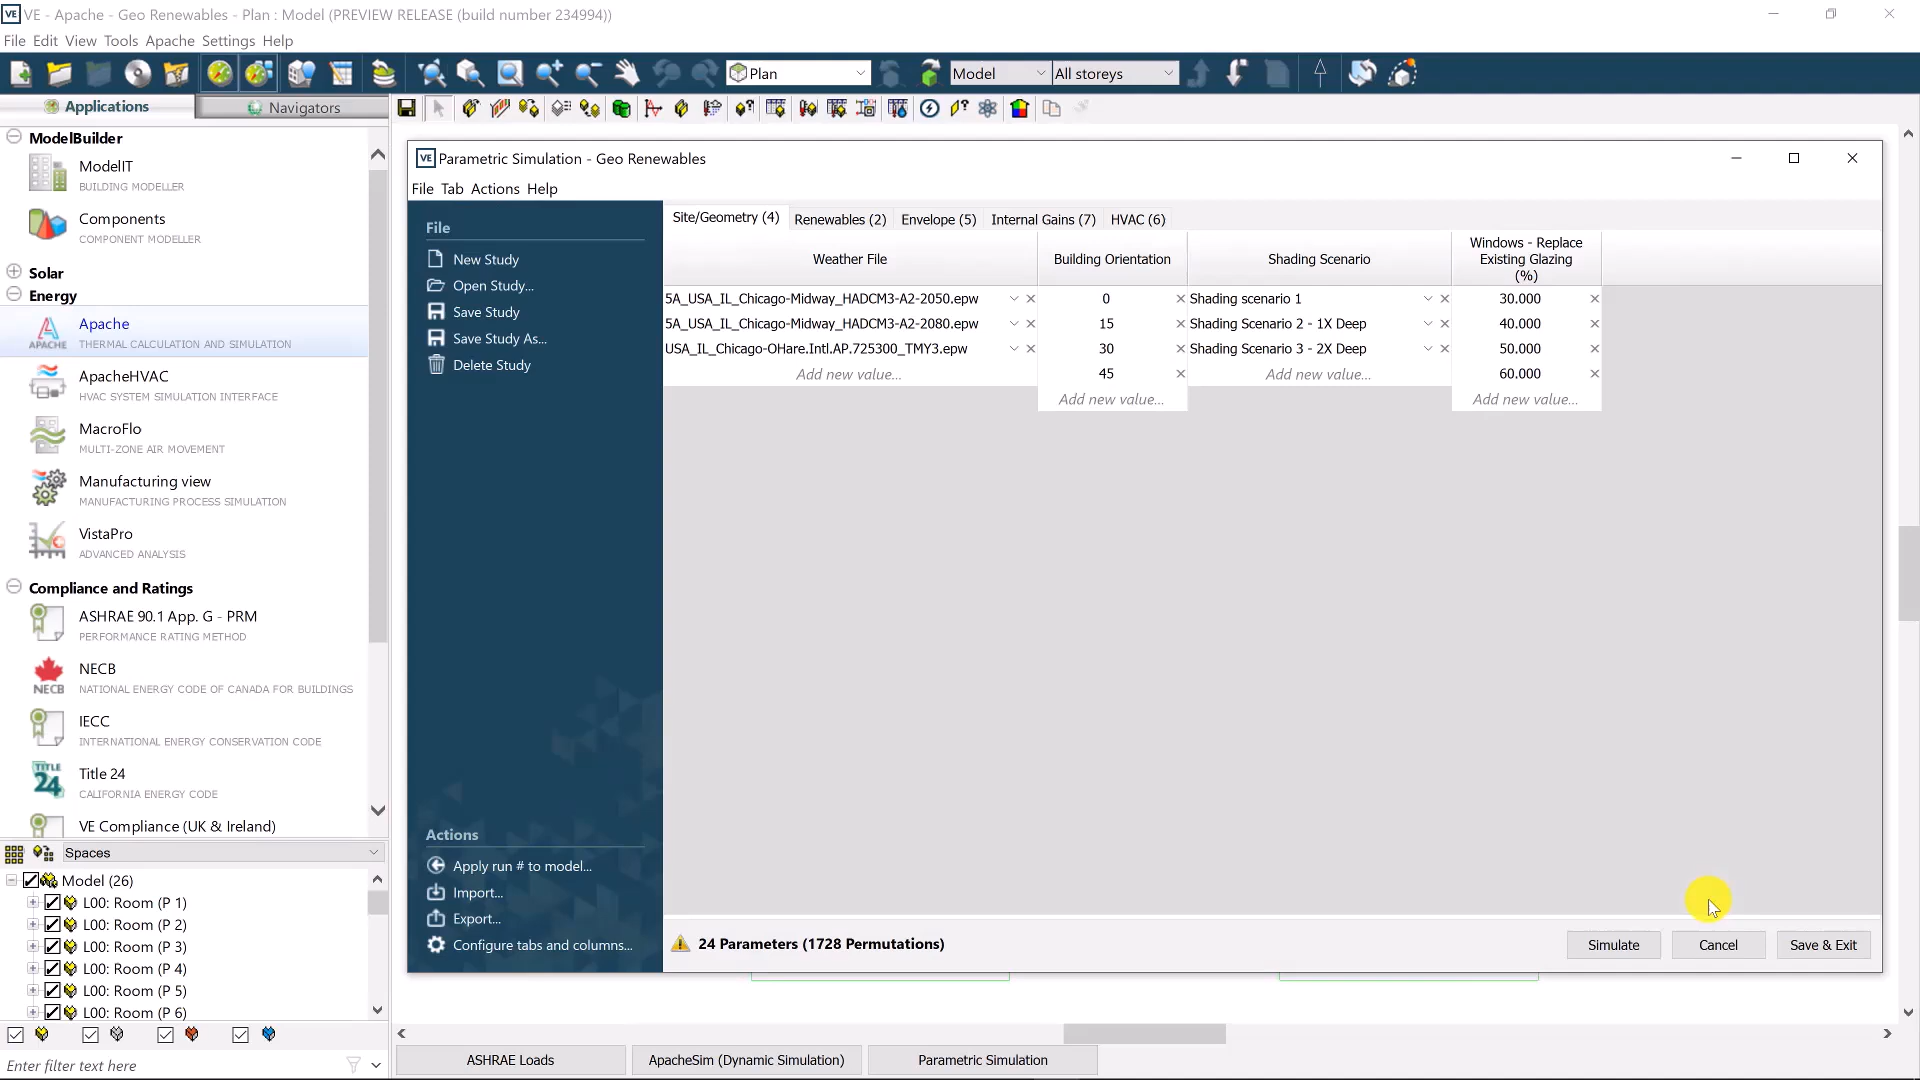 VE - Apache - Geo Renewables - Plan : Model (PREVIEW RELEASE (build number 234994))
File Edit View Tools Apache Settings Help
Plan
Model
All storeys
Applications
Navigators
ModelBuilder
ModelIT
BUILDING MODELLER
Components
COMPONENT MODELLER
Solar
Energy
APACHE
Apache
THERMAL CALCULATION AND SIMULATION
ApacheHVAC
HVAC SYSTEM SIMULATION INTERFACE
MacroFlo
MULTI-ZONE AIR MOVEMENT
Manufacturing view
MANUFACTURING PROCESS SIMULATION
VistaPro
ADVANCED ANALYSIS
Compliance and Ratings
ASHRAE 90.1 App. G - PRM
PERFORMANCE RATING METHOD
NECB
NECB
NATIONAL ENERGY CODE OF CANADA FOR BUILDINGS
IECC
INTERNATIONAL ENERGY CONSERVATION CODE
TITLE 24
Title 24
CALIFORNIA ENERGY CODE
VE Compliance (UK & Ireland)
Spaces
Model (26)
L00: Room (P 1)
L00: Room (P 2)
L00: Room (P 3)
L00: Room (P 4)
L00: Room (P 5)
L00: Room (P 6)
Enter filter text here
VE Parametric Simulation - Geo Renewables
File Tab Actions Help
File
New Study
Open Study...
Save Study
Save Study As...
Delete Study
Actions
Apply run # to model...
Import...
Export...
Configure tabs and columns...
Site/Geometry (4) Renewables (2) Envelope (5) Internal Gains (7) HVAC (6)
Weather File
5A_USA_IL_Chicago-Midway_HADCM3-A2-2050.epw
5A_USA_IL_Chicago-Midway_HADCM3-A2-2080.epw
USA_IL_Chicago-OHare.Intl.AP.725300_TMY3.epw
Add new value...
Building Orientation
0
15
30
45
Add new value...
Shading Scenario
Shading scenario 1
Shading Scenario 2 - 1X Deep
Shading Scenario 3 - 2X Deep
Add new value...
Windows - Replace
Existing Glazing
(%)
30.000
40.000
50.000
60.000
Add new value...
24 Parameters (1728 Permutations)
Simulate
Cancel
Save & Exit
ASHRAE Loads
ApacheSim (Dynamic Simulation)
Parametric Simulation